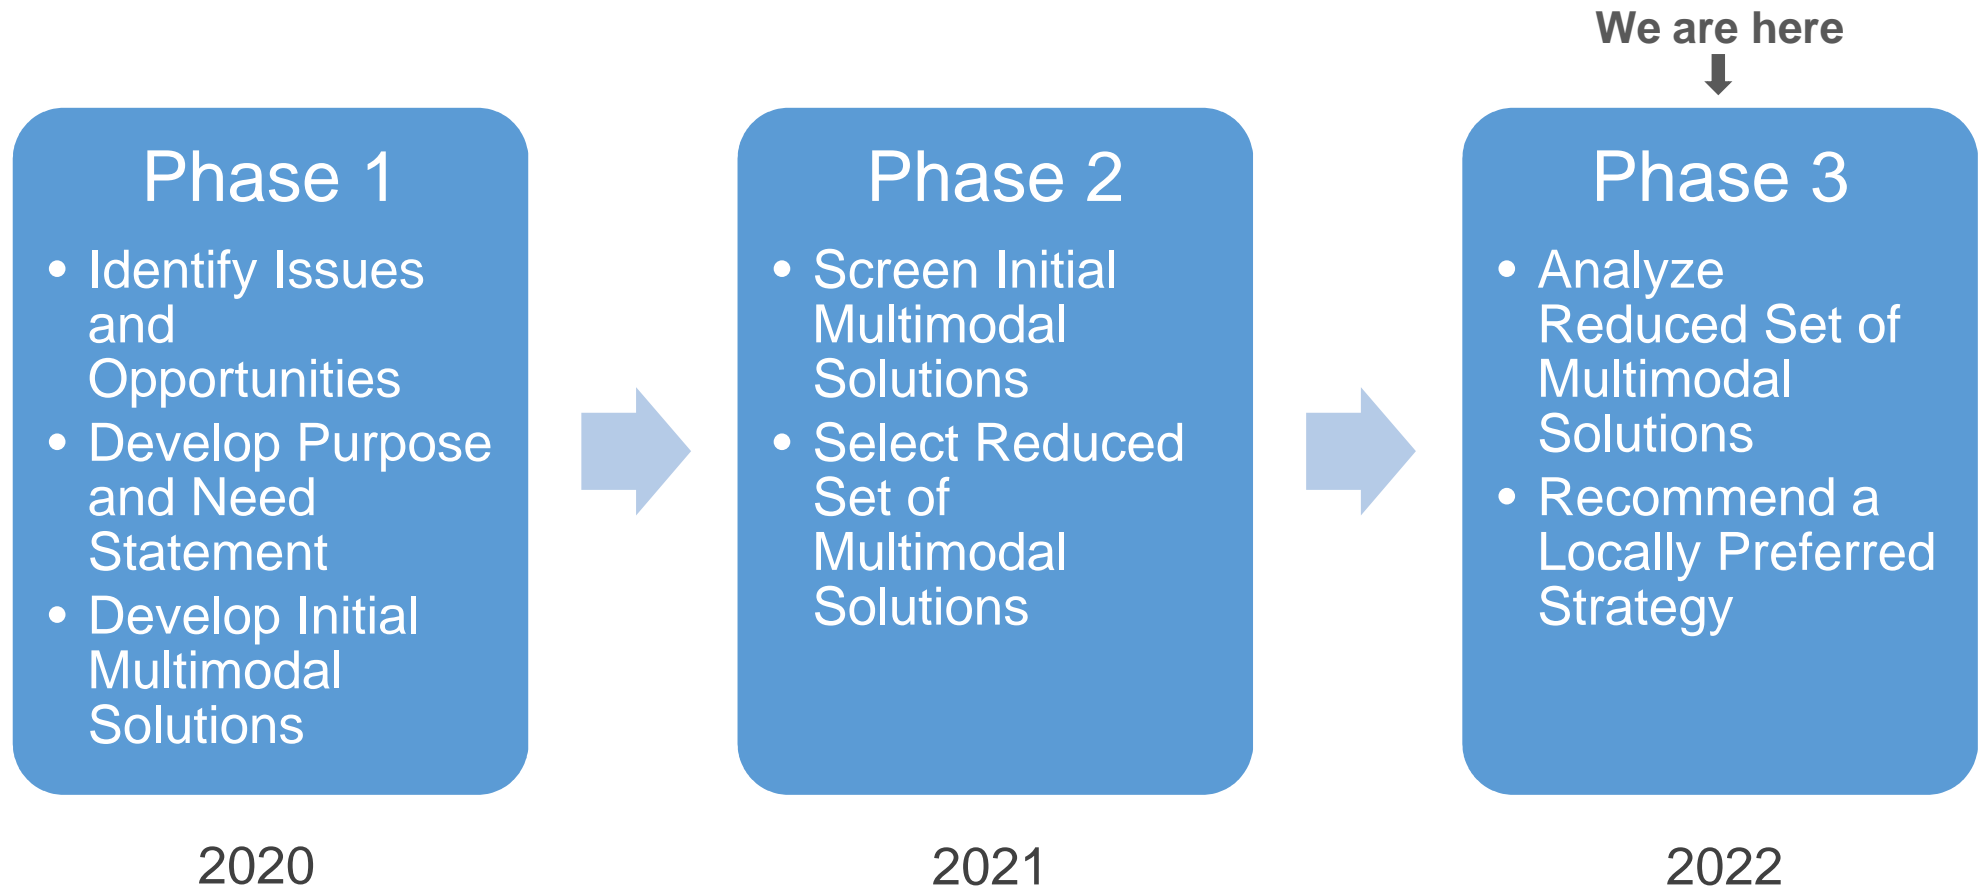 We are here
Phase 1
• Identify Issues
and
Opportunities
• Develop Purpose
and Need
Statement
• Develop Initial
Multimodal
Solutions
2020
Phase 2
• Screen Initial
Multimodal
Solutions
• Select Reduced
Set of
Multimodal
Solutions
2021
Phase 3
• Analyze
Reduced Set of
Multimodal
Solutions
• Recommend a
Locally Preferred
Strategy
2022